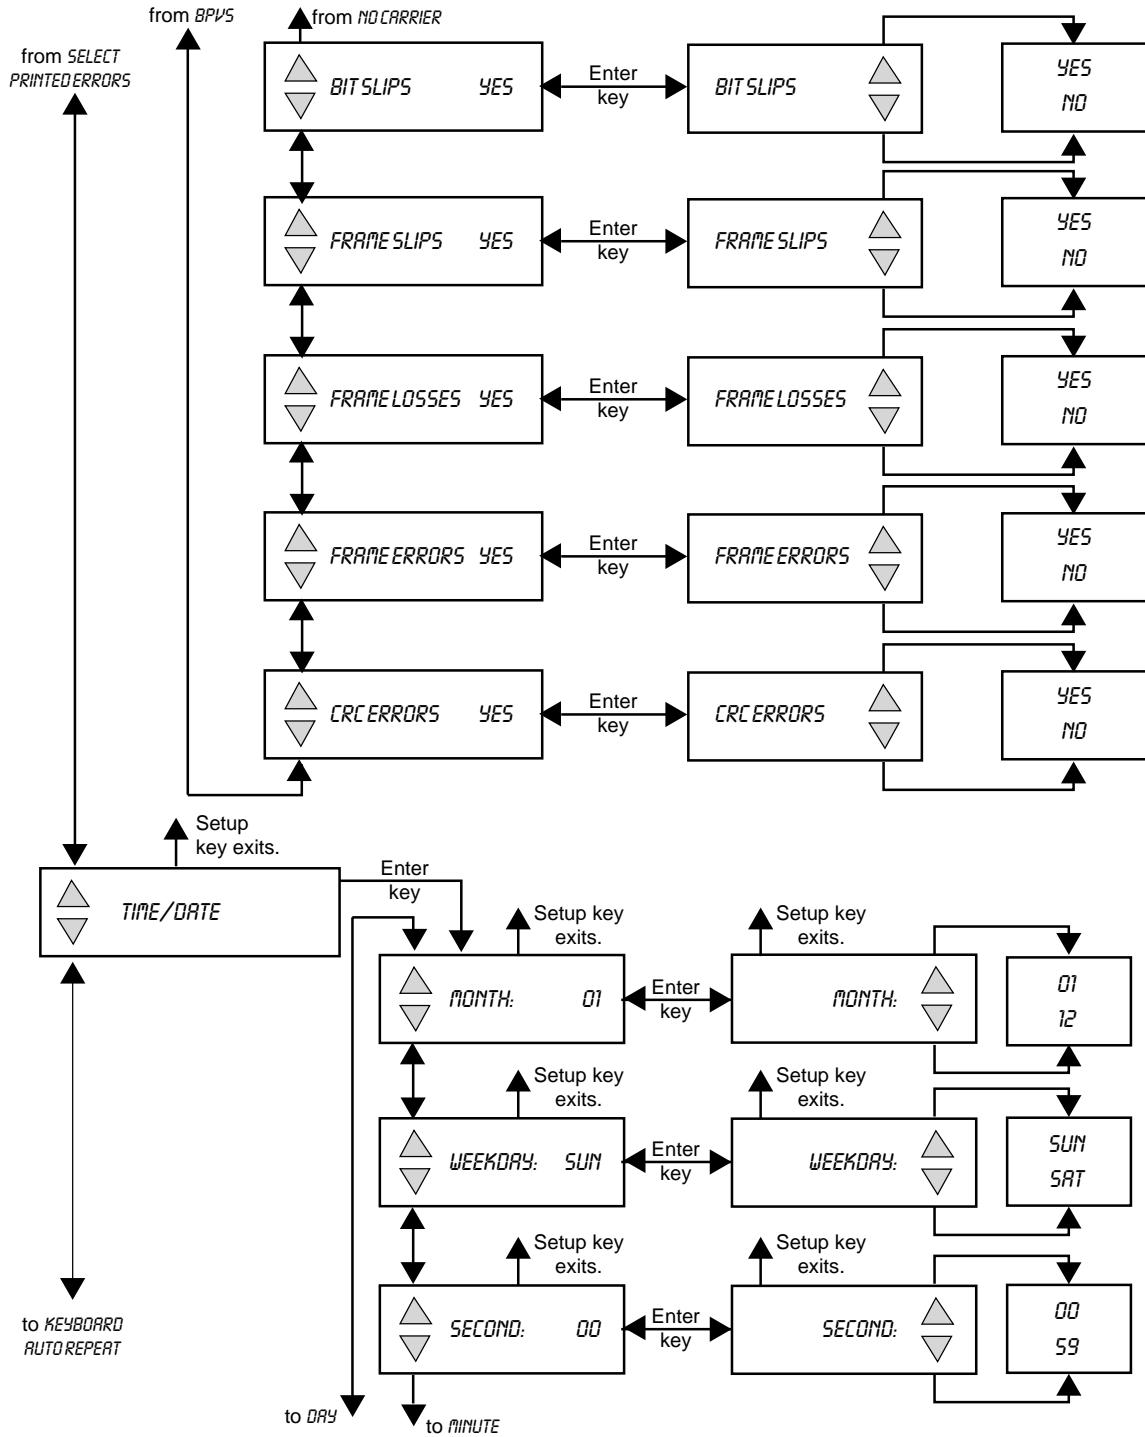 from BPVS
from NO CARRIER
from SELECT
PRINTED ERRORS
BIT SLIPS YES
Enter
key
BIT SLIPS
YES
NO
FRAME SLIPS YES
Enter
key
FRAME SLIPS
YES
NO
FRAME LOSSES YES
Enter
key
FRAME LOSSES
YES
NO
FRAME ERRORS YES
Enter
key
FRAME ERRORS
YES
NO
CRC ERRORS YES
Enter
key
CRC ERRORS
YES
NO
Setup
key exits.
TIME/DATE
Enter
key
Setup key
exits.
Setup key
exits.
MONTH: 01
Enter
key
MONTH:
01
12
Setup key
exits.
Setup key
exits.
WEEKDAY: SUN
Enter
key
WEEKDAY:
SUN
SAT
Setup key
exits.
Setup key
exits.
SECOND: 00
Enter
key
SECOND:
00
59
to KEYBOARD
AUTO REPEAT
to DAY
to MINUTE